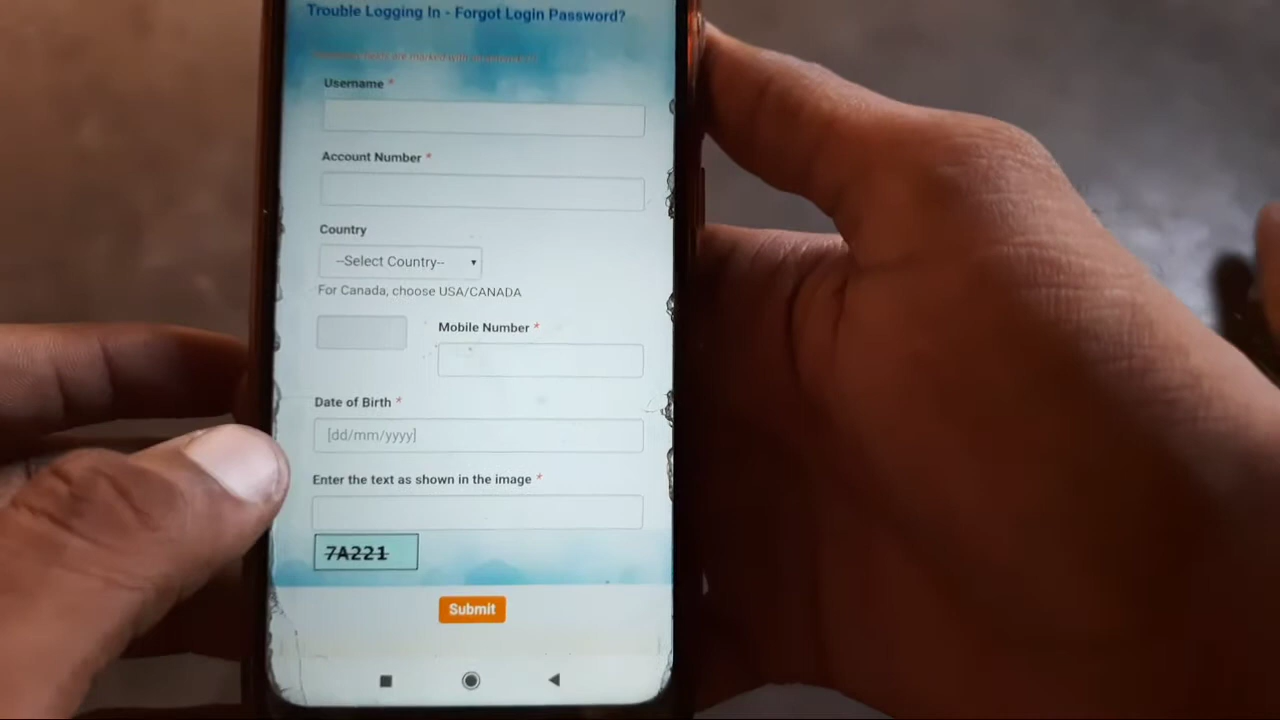 Trouble Logging In - Forgot Login Password?
Username *
Account Number *
Country
--Select Country--
For Canada, choose USA/CANADA
Mobile Number *
Date of Birth *
[dd/mm/yyyy]
Enter the text as shown in the image *
7A221
Submit